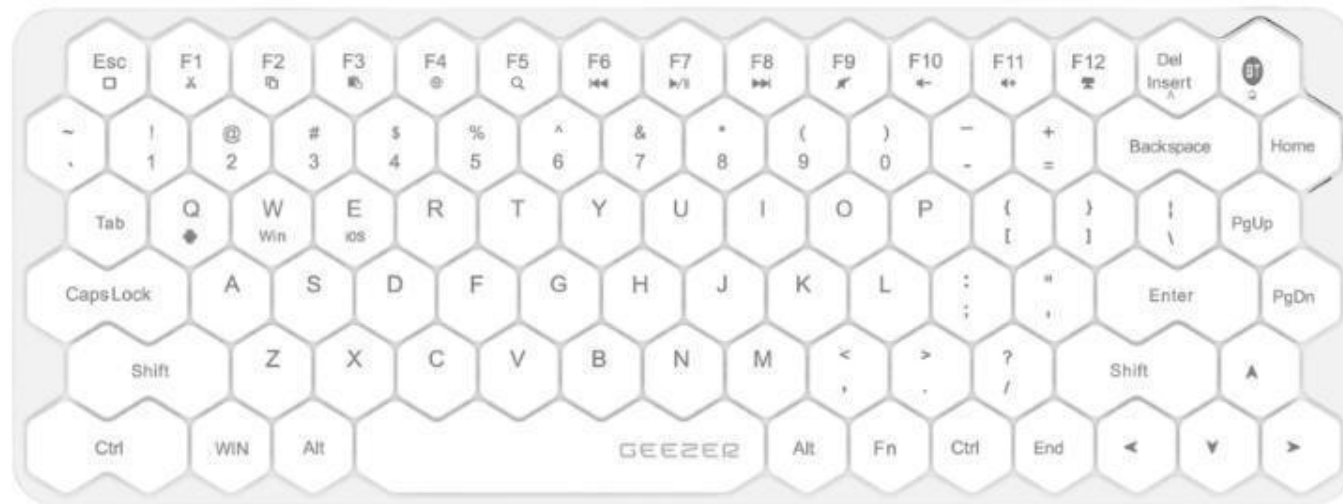 Esc F1 F2 F3 F4 F5 F6 F7 F8 F9 F10 F11 F12 Del BT
Insert
~ ! @ # $ % ^ & * ( ) — +
` 1 2 3 4 5 6 7 8 9 0 - = Backspace Home
Tab Q W E R T Y U I O P { } ¦ PgUp
Win iOS [ ] \
Caps Lock A S D F G H J K L : " Enter PgDn
; '
Shift Z X C V B N M < > ? Shift
, . /
Ctrl WIN Alt GEEZER Alt Fn Ctrl End